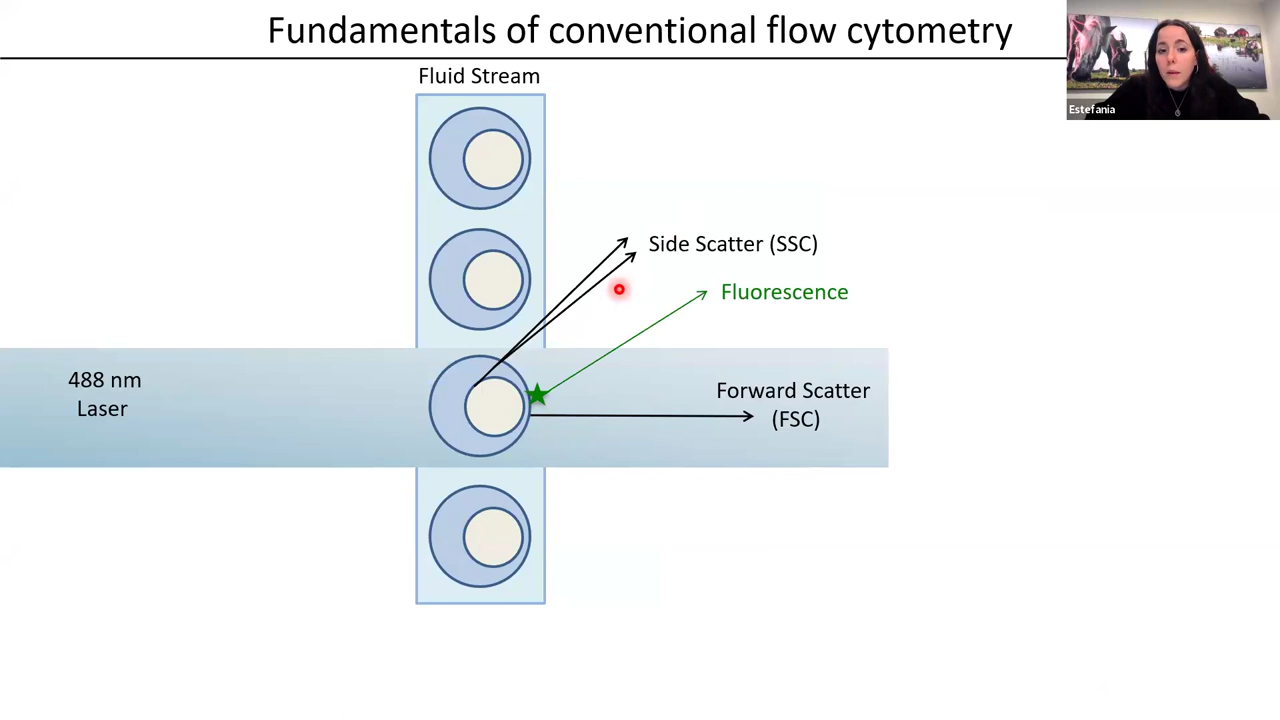 Fundamentals of conventional flow cytometry
Estefania
Fluid Stream
Side Scatter (SSC)
Fluorescence
488 nm
Laser
Forward Scatter
(FSC)